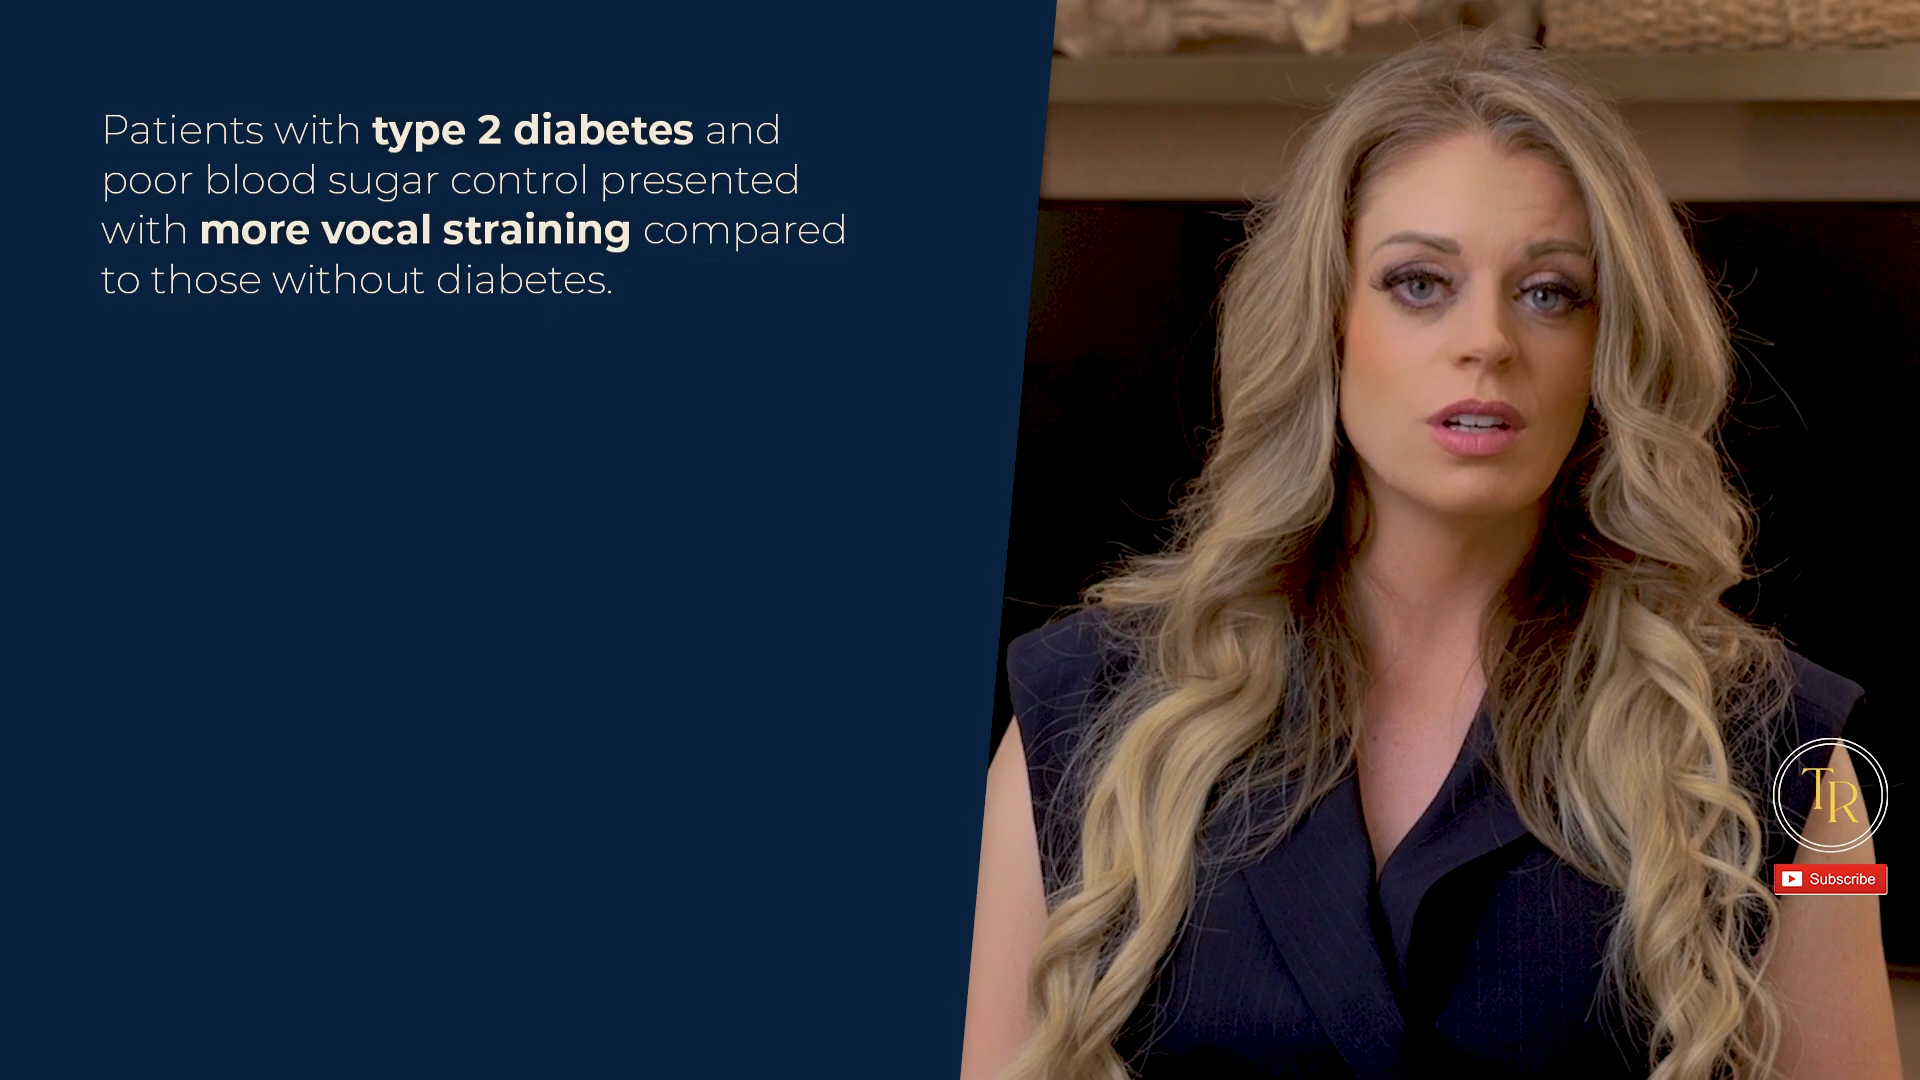 Patients with type 2 diabetes and
poor blood sugar control presented
with more vocal straining compared
to those without diabetes.
TR
Subscribe